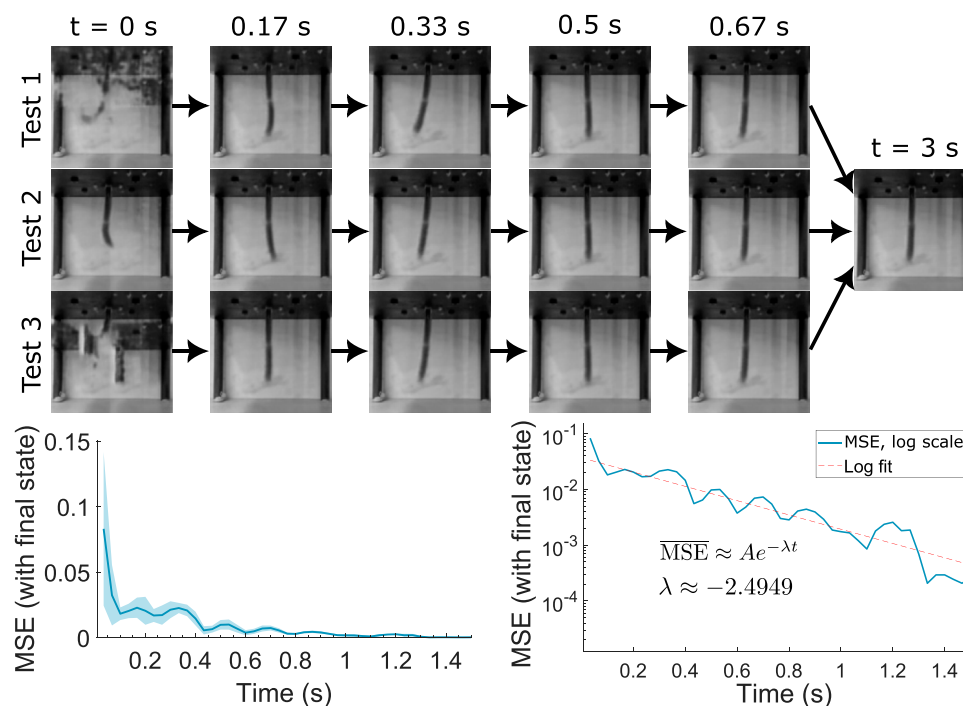 t = 0 s 0.17 s 0.33 s 0.5 s 0.67 s
Test 1
t = 3 s
Test 2
Test 3
0.15
0.1
0.05
0
MSE (with final state)
0.2 0.4 0.6 0.8 1 1.2 1.4
Time (s)
10⁻¹
10⁻²
10⁻³
10⁻⁴
MSE (with final state)
MSE, log scale
Log fit
M̅S̅E̅ ≈ Ae^{−λt}
λ ≈ −2.4949
0.2 0.4 0.6 0.8 1 1.2 1.4
Time (s)